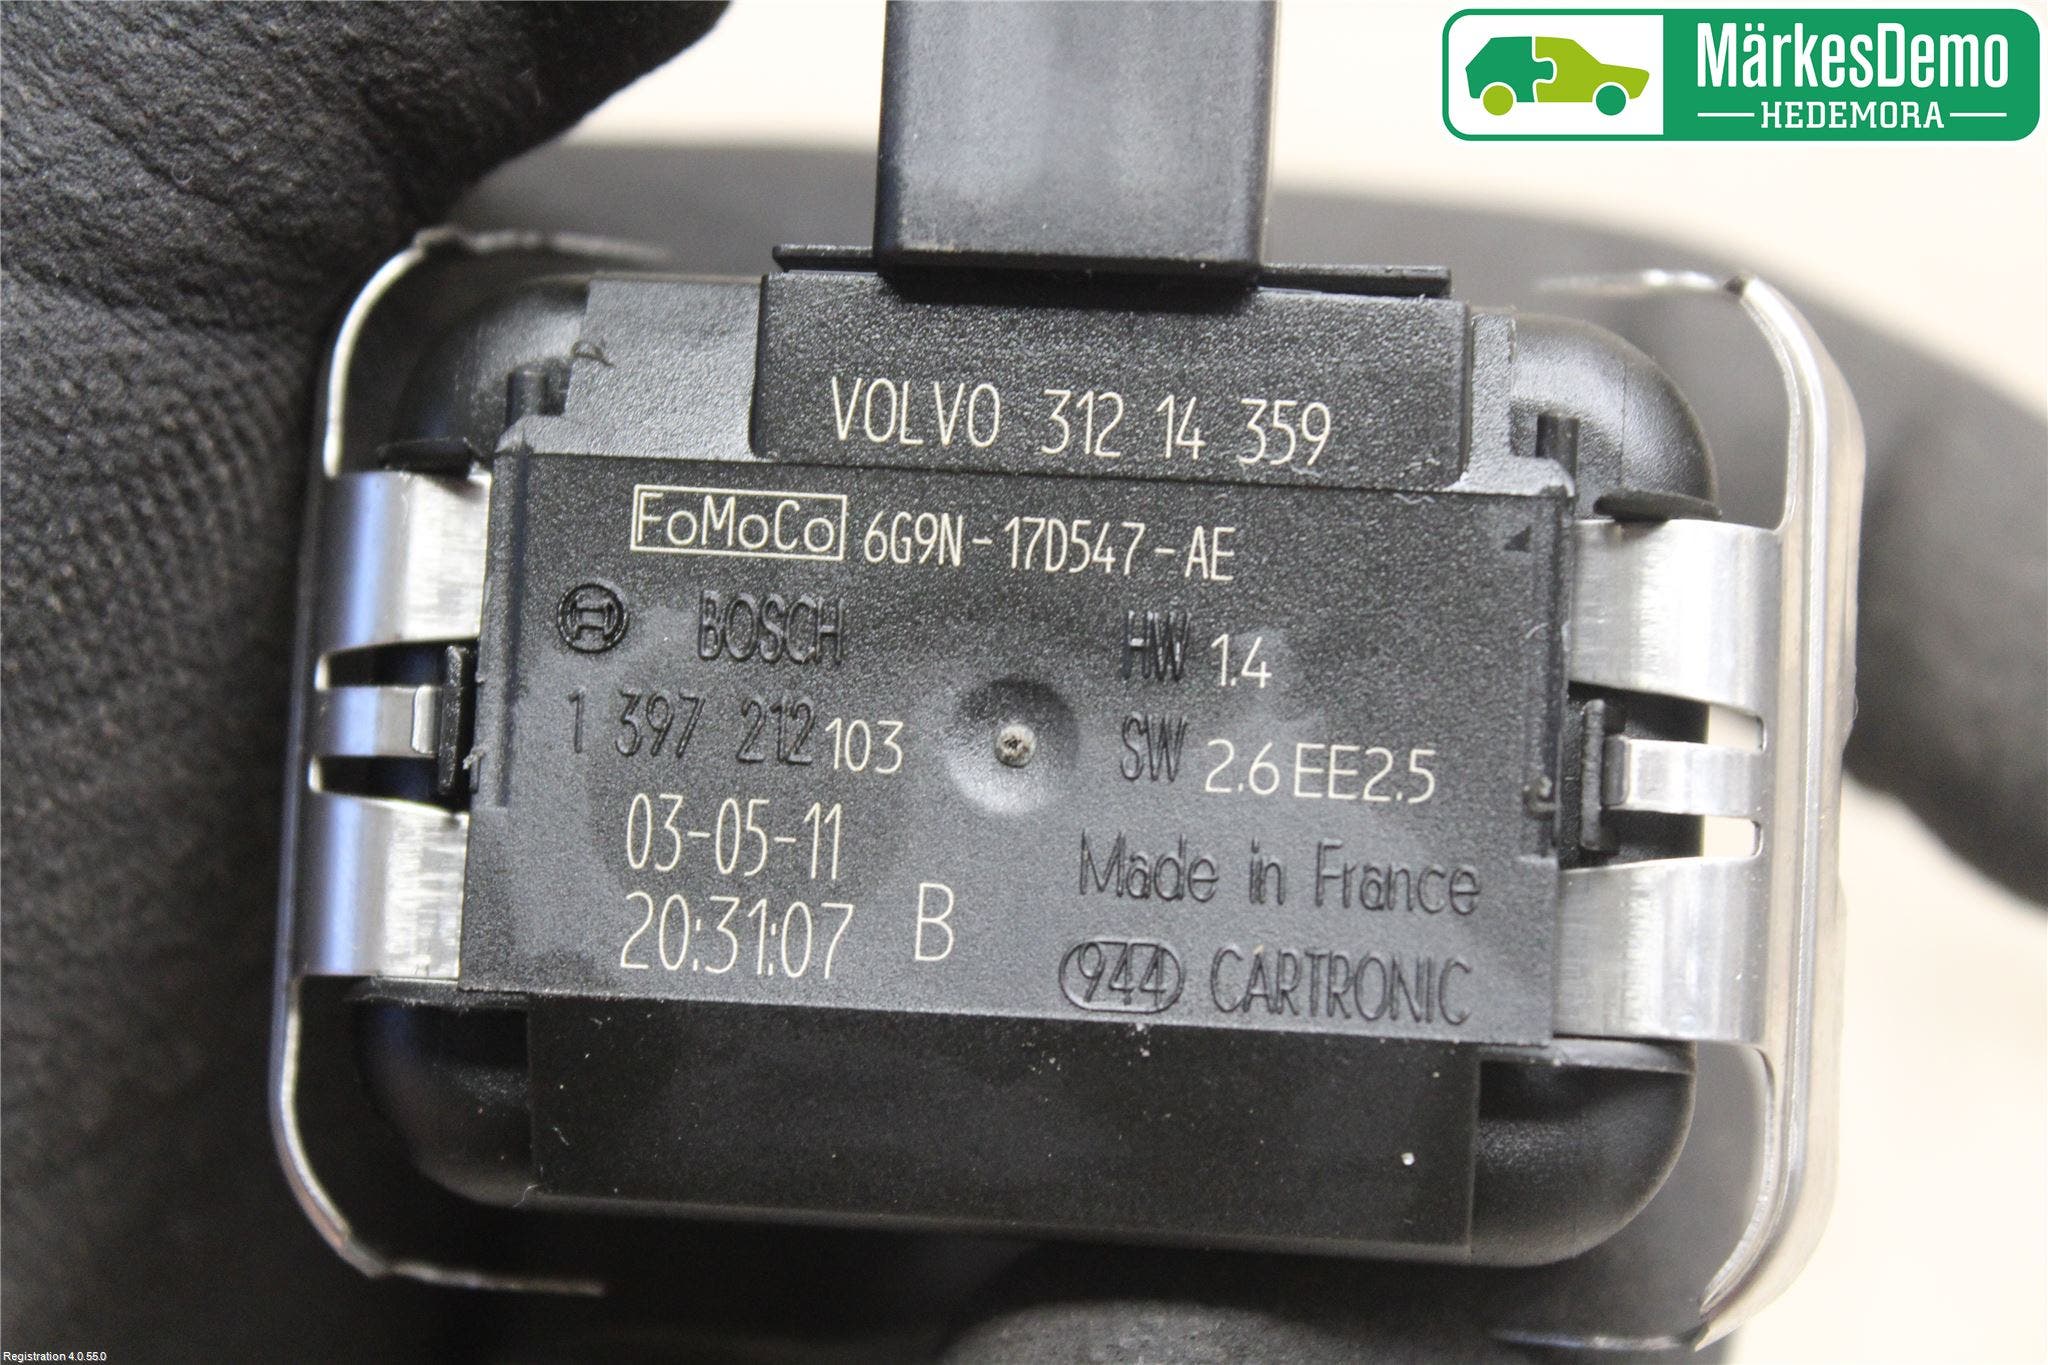 MärkesDemo
HEDEMORA
VOLVO 312 14 359
FoMoCo 6G9N-17D547-AE
BOSCH HW 1.4
1 397 212 103 SW 2.6 EE2.5
03-05-11 Made in France
20:31:07 B 944 CARTRONIC
Registration 4.0.55.0